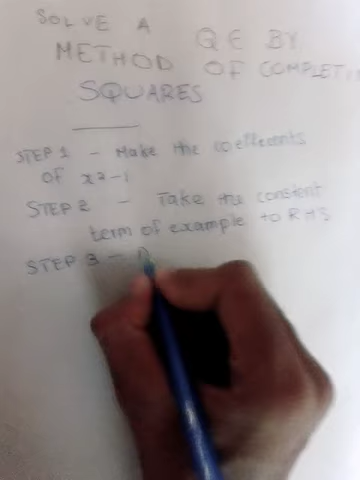 SOLVE A QE BY
METHOD OF COMPLETI
SQUARES
STEP 1 - Make the coefficents
of x2-1
STEP 2 - Take the constant
term of example to RHS
STEP 3 - D